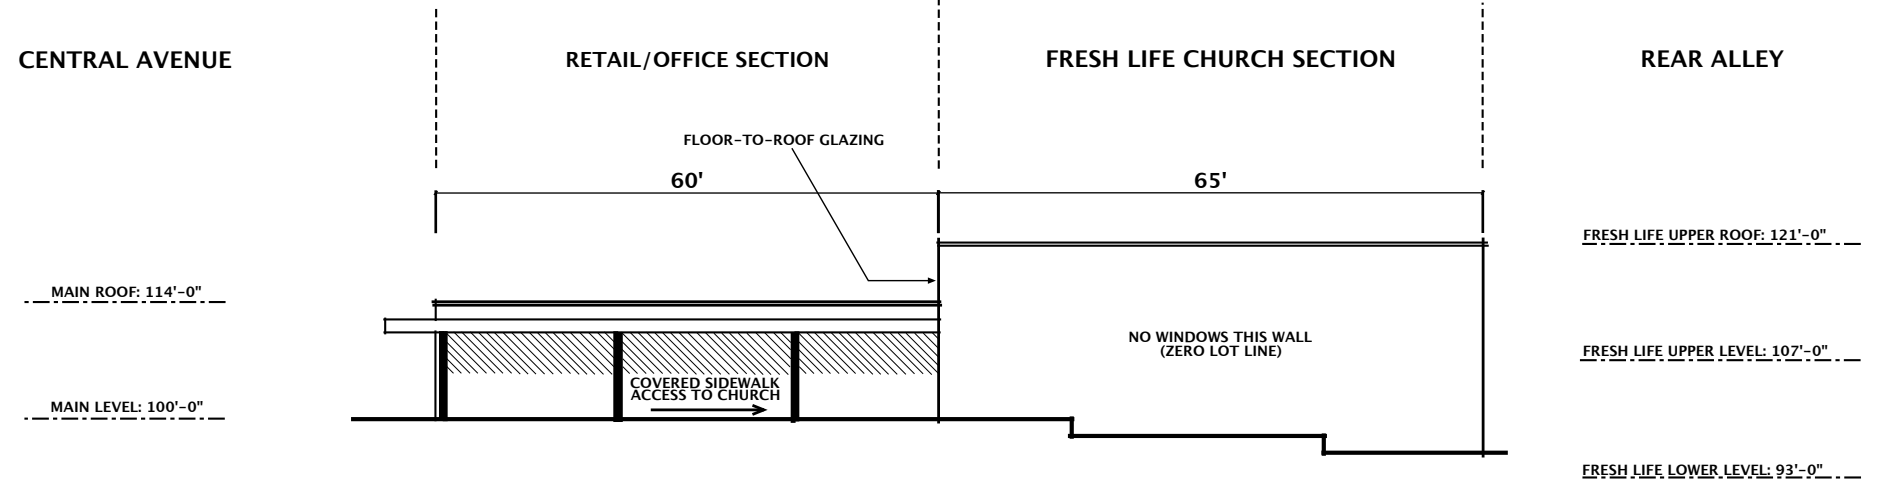 CENTRAL AVENUE
RETAIL/OFFICE SECTION
FRESH LIFE CHURCH SECTION
REAR ALLEY
FLOOR-TO-ROOF GLAZING
60'
65'
FRESH LIFE UPPER ROOF: 121'-0"
MAIN ROOF: 114'-0"
NO WINDOWS THIS WALL
(ZERO LOT LINE)
FRESH LIFE UPPER LEVEL: 107'-0"
COVERED SIDEWALK
ACCESS TO CHURCH
MAIN LEVEL: 100'-0"
FRESH LIFE LOWER LEVEL: 93'-0"